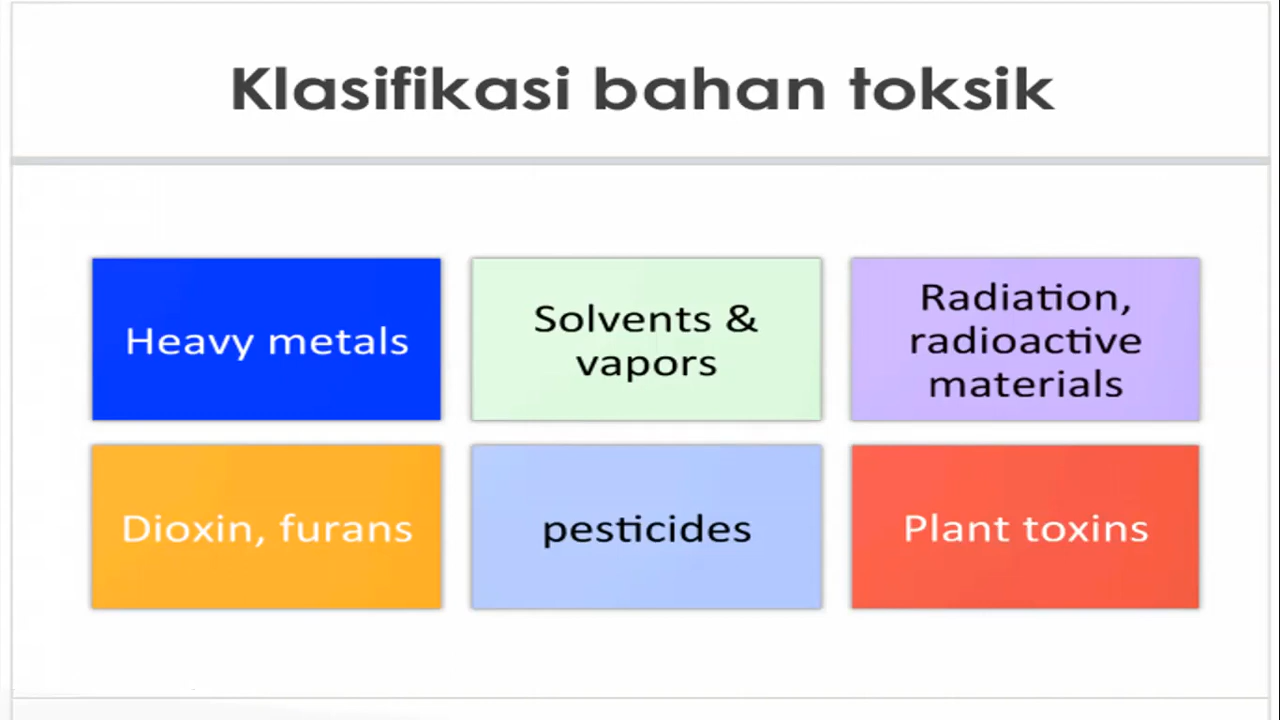 Klasifikasi bahan toksik
Heavy metals
Solvents &
vapors
Radiation,
radioactive
materials
Dioxin, furans
pesticides
Plant toxins